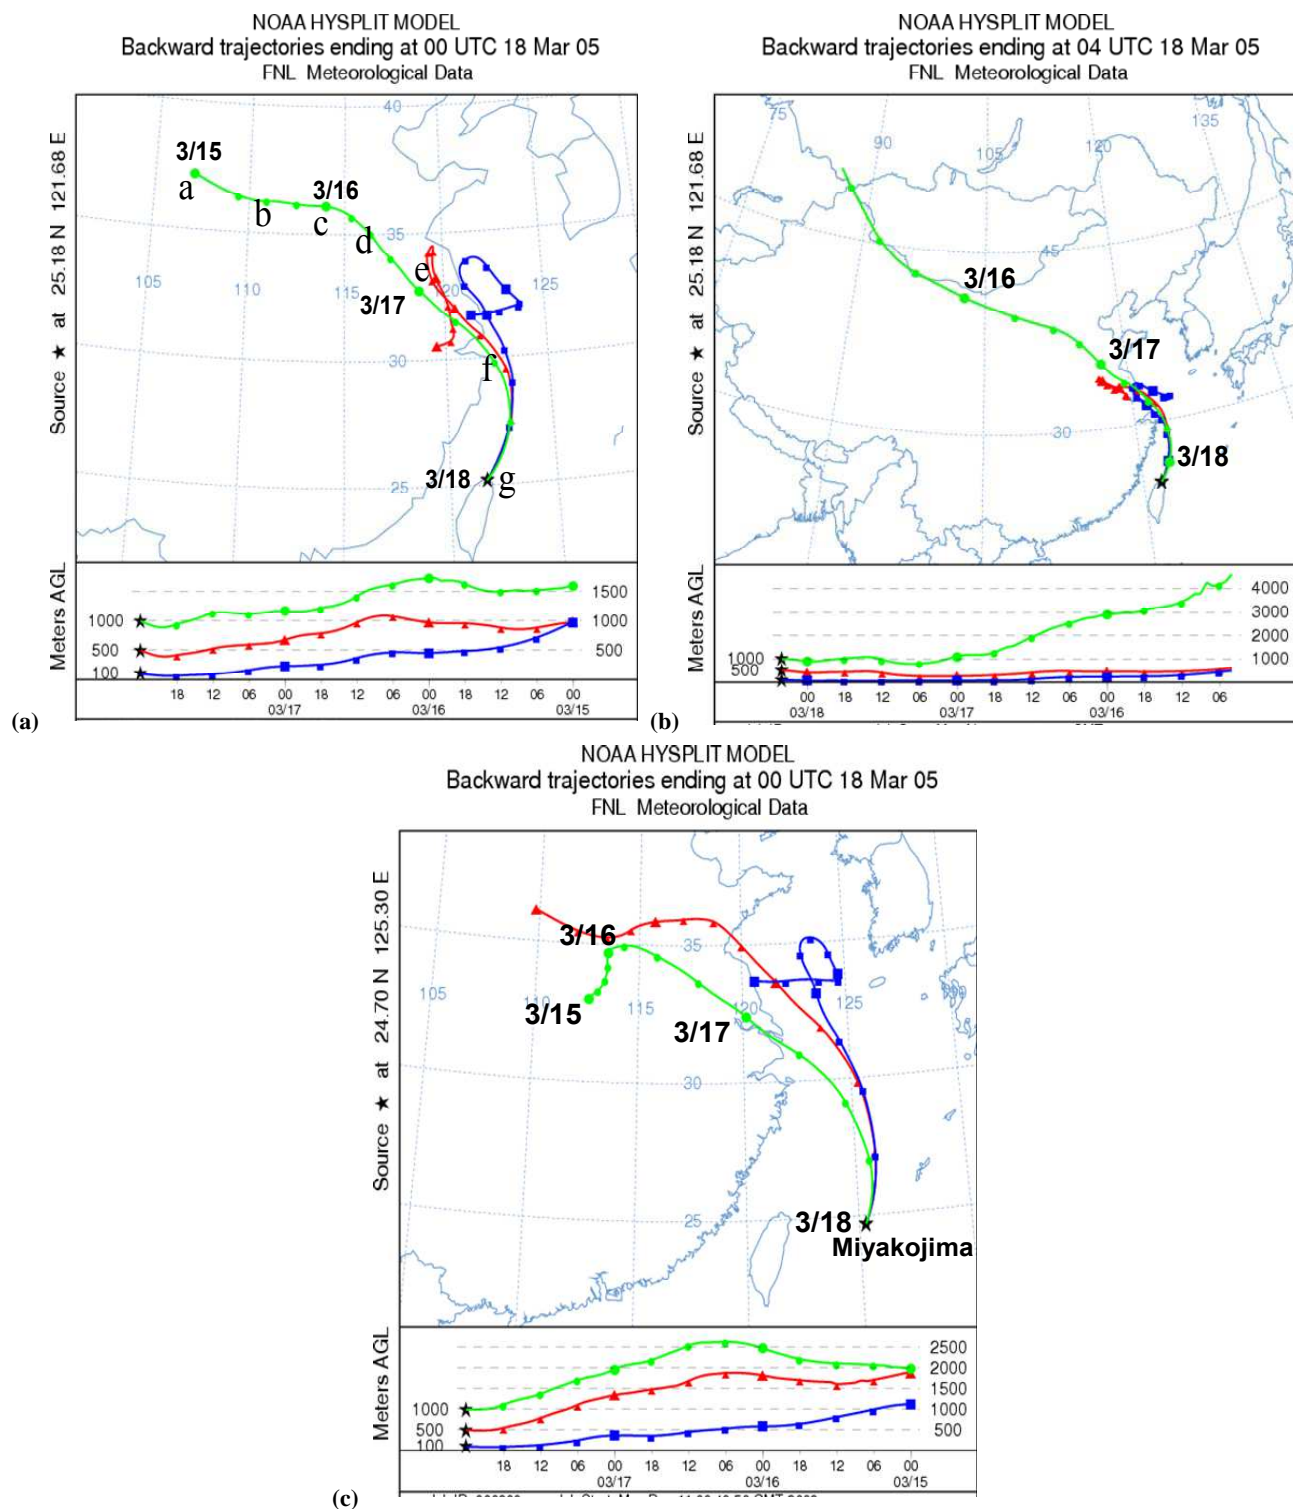 NOAA HYSPLIT MODEL
Backward trajectories ending at 00 UTC 18 Mar 05
FNL Meteorological Data
Source ★ at 25.18 N 121.68 E
40
35
30
25
105
110
115
120
125
3/15
a
b
3/16
c
d
e
3/17
f
3/18
g
Meters AGL
1000
500
100
1500
1000
500
18 12 06 00 18 12 06 00 18 12 06 00
03/17 03/16 03/15
(a)
NOAA HYSPLIT MODEL
Backward trajectories ending at 04 UTC 18 Mar 05
FNL Meteorological Data
Source ★ at 25.18 N 121.68 E
75
90
105
120
135
45
30
3/16
3/17
3/18
Meters AGL
1000
500
4000
3000
2000
1000
00 18 12 06 00 18 12 06 00 18 12 06
03/18 03/17 03/16
(b)
NOAA HYSPLIT MODEL
Backward trajectories ending at 00 UTC 18 Mar 05
FNL Meteorological Data
Source ★ at 24.70 N 125.30 E
105
110
115
120
125
35
30
25
3/16
3/15
3/17
3/18
Miyakojima
Meters AGL
1000
500
100
2500
2000
1500
1000
500
18 12 06 00 18 12 06 00 18 12 06 00
03/17 03/16 03/15
(c)